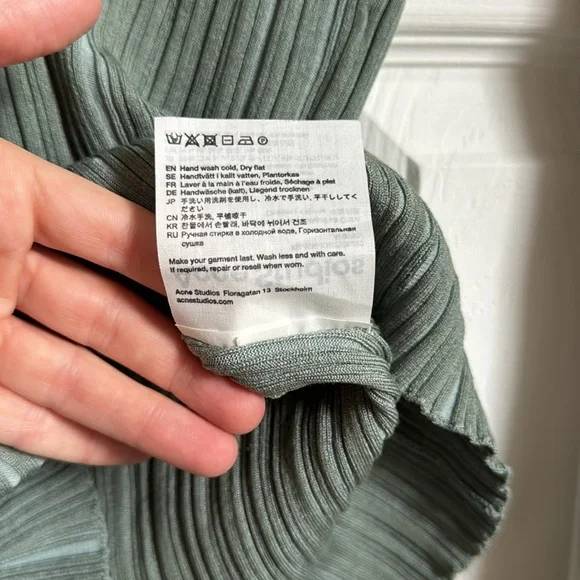 EN Hand wash cold, Dry flat
SE Handtvätt i kallt vatten, Plantorkas
FR Laver à la main à l'eau froide, Séchage à plat
DE Handwäsche (kalt), Liegend trocknen
JP 手洗い用洗剤を使用し、冷水で手洗い、平干ししてく
ださい
CN 冷水手洗，平铺晾干
KR 찬물에서 손빨래, 바닥에 뉘어서 건조
RU Ручная стирка в холодной воде, Горизонтальная
сушка
Make your garment last. Wash less and with care.
If required, repair or resell when worn.
Acne Studios Floragatan 13 Stockholm
acnestudios.com